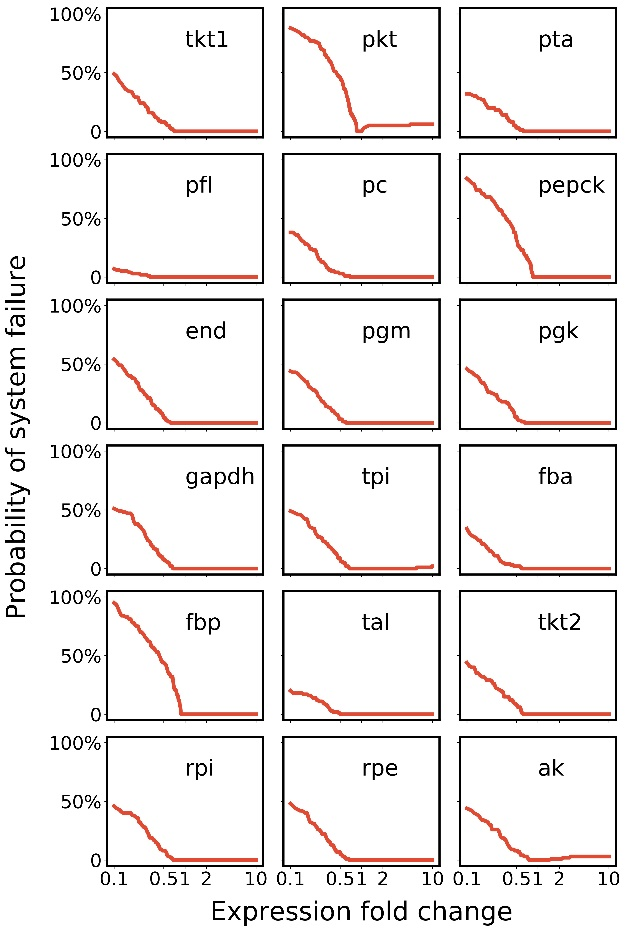 100%
50%
0
tkt1
pkt
pta
100%
50%
0
pfl
pc
pepck
100%
50%
0
end
pgm
pgk
100%
50%
0
gapdh
tpi
fba
100%
50%
0
fbp
tal
tkt2
100%
50%
0
rpi
rpe
ak
0.1 0.51 2 10
0.1 0.51 2 10
0.1 0.51 2 10
Expression fold change
Probability of system failure